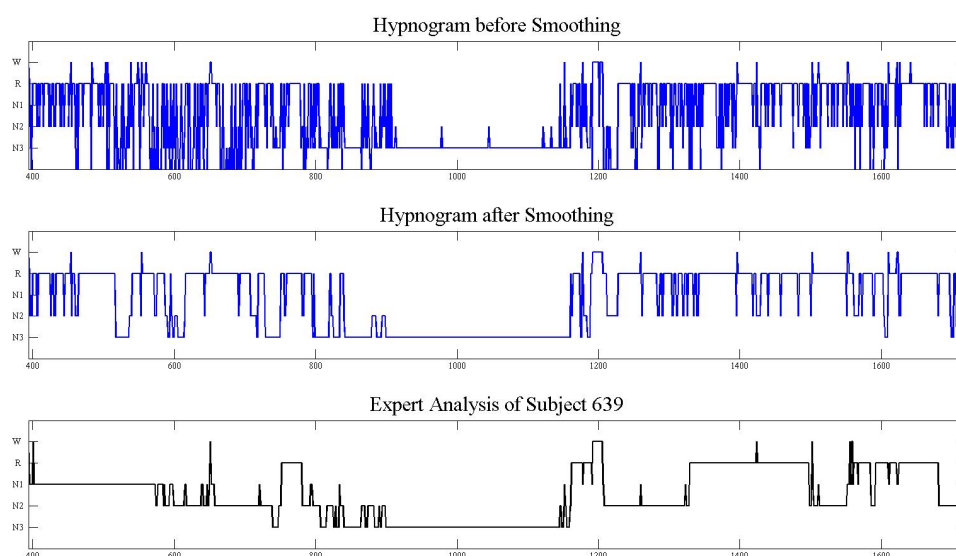 Hypnogram before Smoothing
W
R
N1
N2
N3
400 600 800 1000 1200 1400 1600
Hypnogram after Smoothing
W
R
N1
N2
N3
400 600 800 1000 1200 1400 1600
Expert Analysis of Subject 639
W
R
N1
N2
N3
400 600 800 1000 1200 1400 1600